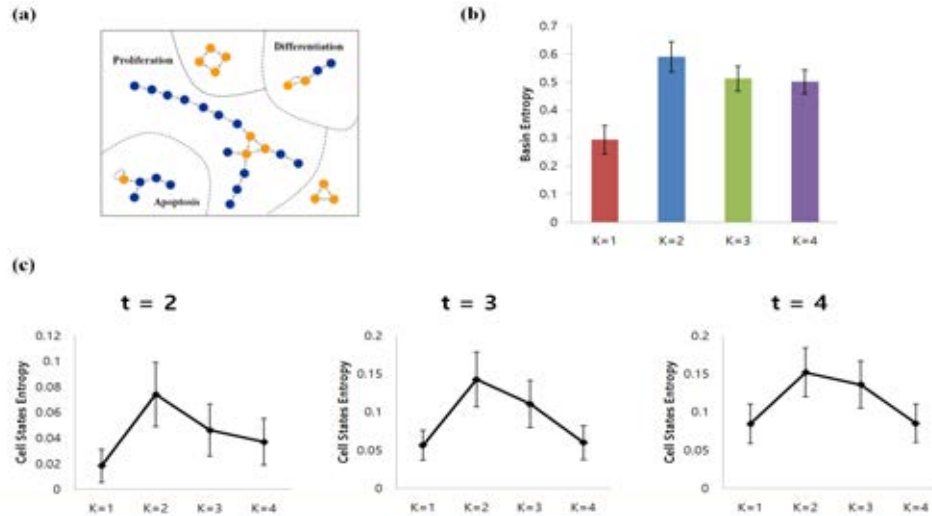 (a)
Proliferation
Differentiation
Apoptosis
(b)
Basin Entropy
0.7
0.6
0.5
0.4
0.3
0.2
0.1
0
K=1 K=2 K=3 K=4
(c)
t = 2
Cell States Entropy
0.12
0.1
0.08
0.06
0.04
0.02
0
K=1 K=2 K=3 K=4
t = 3
Cell States Entropy
0.2
0.15
0.1
0.05
0
K=1 K=2 K=3 K=4
t = 4
Cell States Entropy
0.2
0.15
0.1
0.05
0
K=1 K=2 K=3 K=4